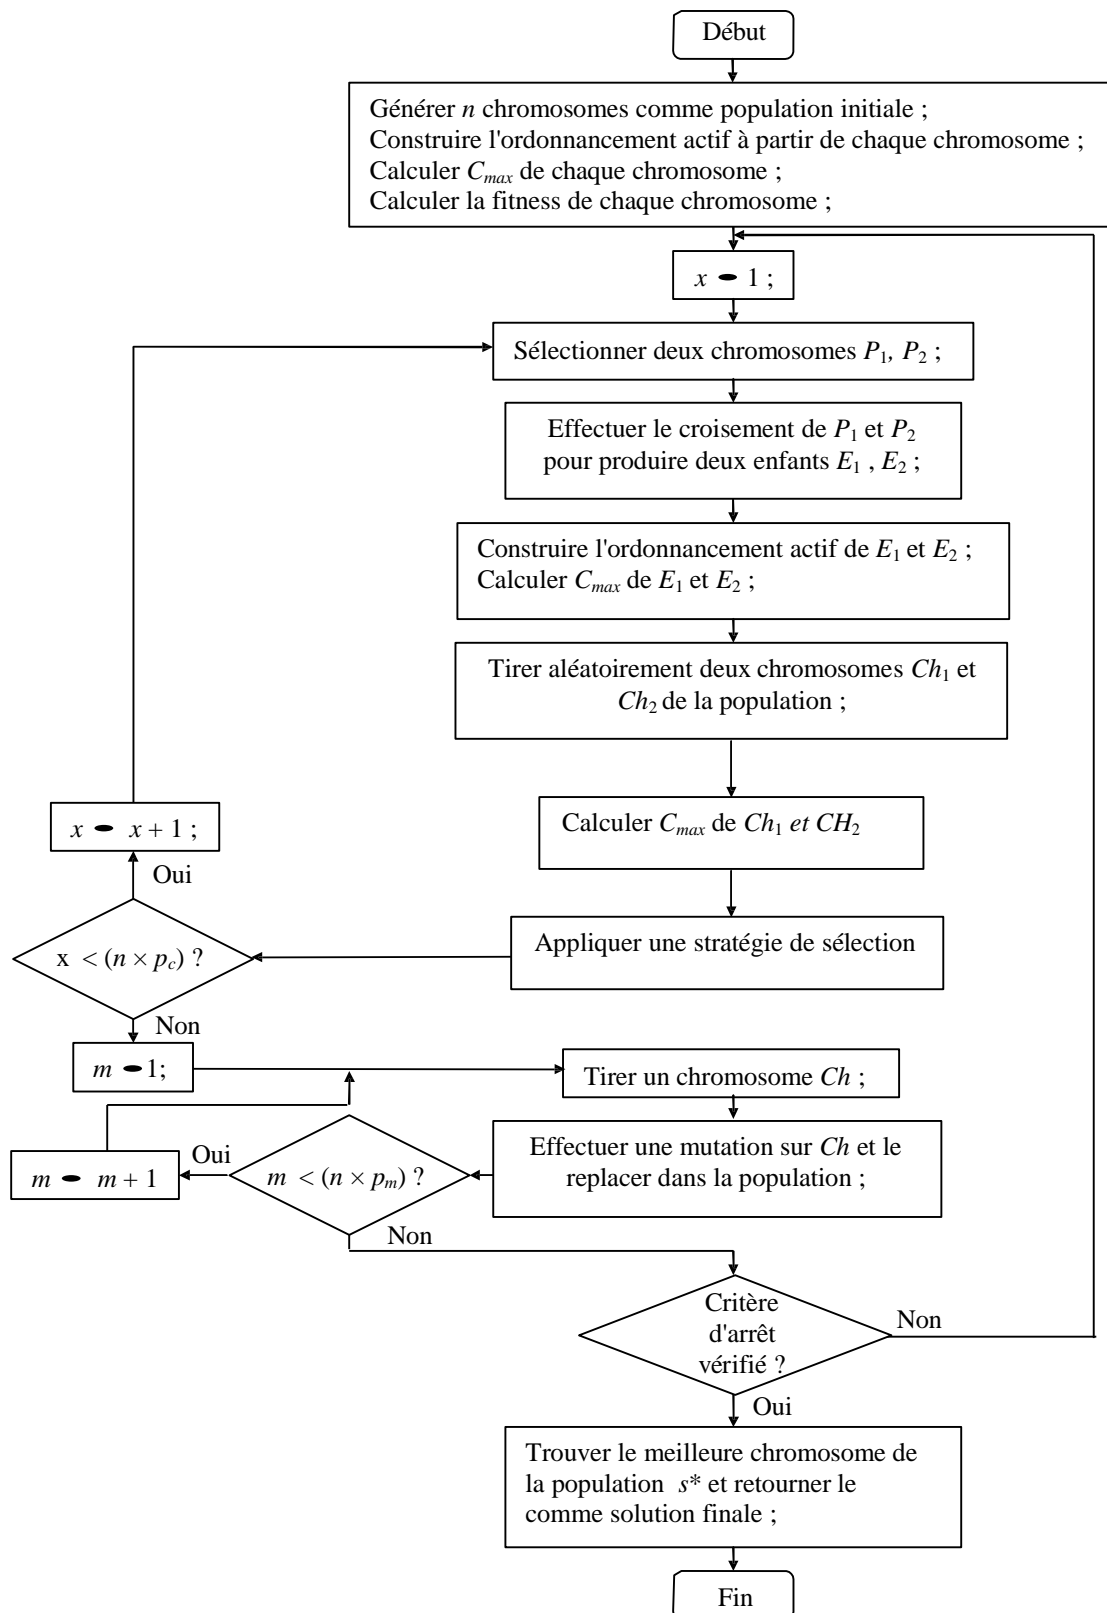 Début
Générer n chromosomes comme population initiale ;
Construire l'ordonnancement actif à partir de chaque chromosome ;
Calculer Cmax de chaque chromosome ;
Calculer la fitness de chaque chromosome ;
x 1 ;
Sélectionner deux chromosomes P1, P2 ;
Effectuer le croisement de P1 et P2
pour produire deux enfants E1 , E2 ;
Construire l'ordonnancement actif de E1 et E2 ;
Calculer Cmax de E1 et E2 ;
Tirer aléatoirement deux chromosomes Ch1 et
Ch2 de la population ;
Calculer Cmax de Ch1 et CH2
Appliquer une stratégie de sélection
x < (n × pc) ?
Oui
x x + 1 ;
Non
m 1;
Tirer un chromosome Ch ;
Effectuer une mutation sur Ch et le
replacer dans la population ;
m < (n × pm) ?
Oui
m m + 1
Non
Critère
d'arrêt
vérifié ?
Non
Oui
Trouver le meilleure chromosome de
la population s* et retourner le
comme solution finale ;
Fin